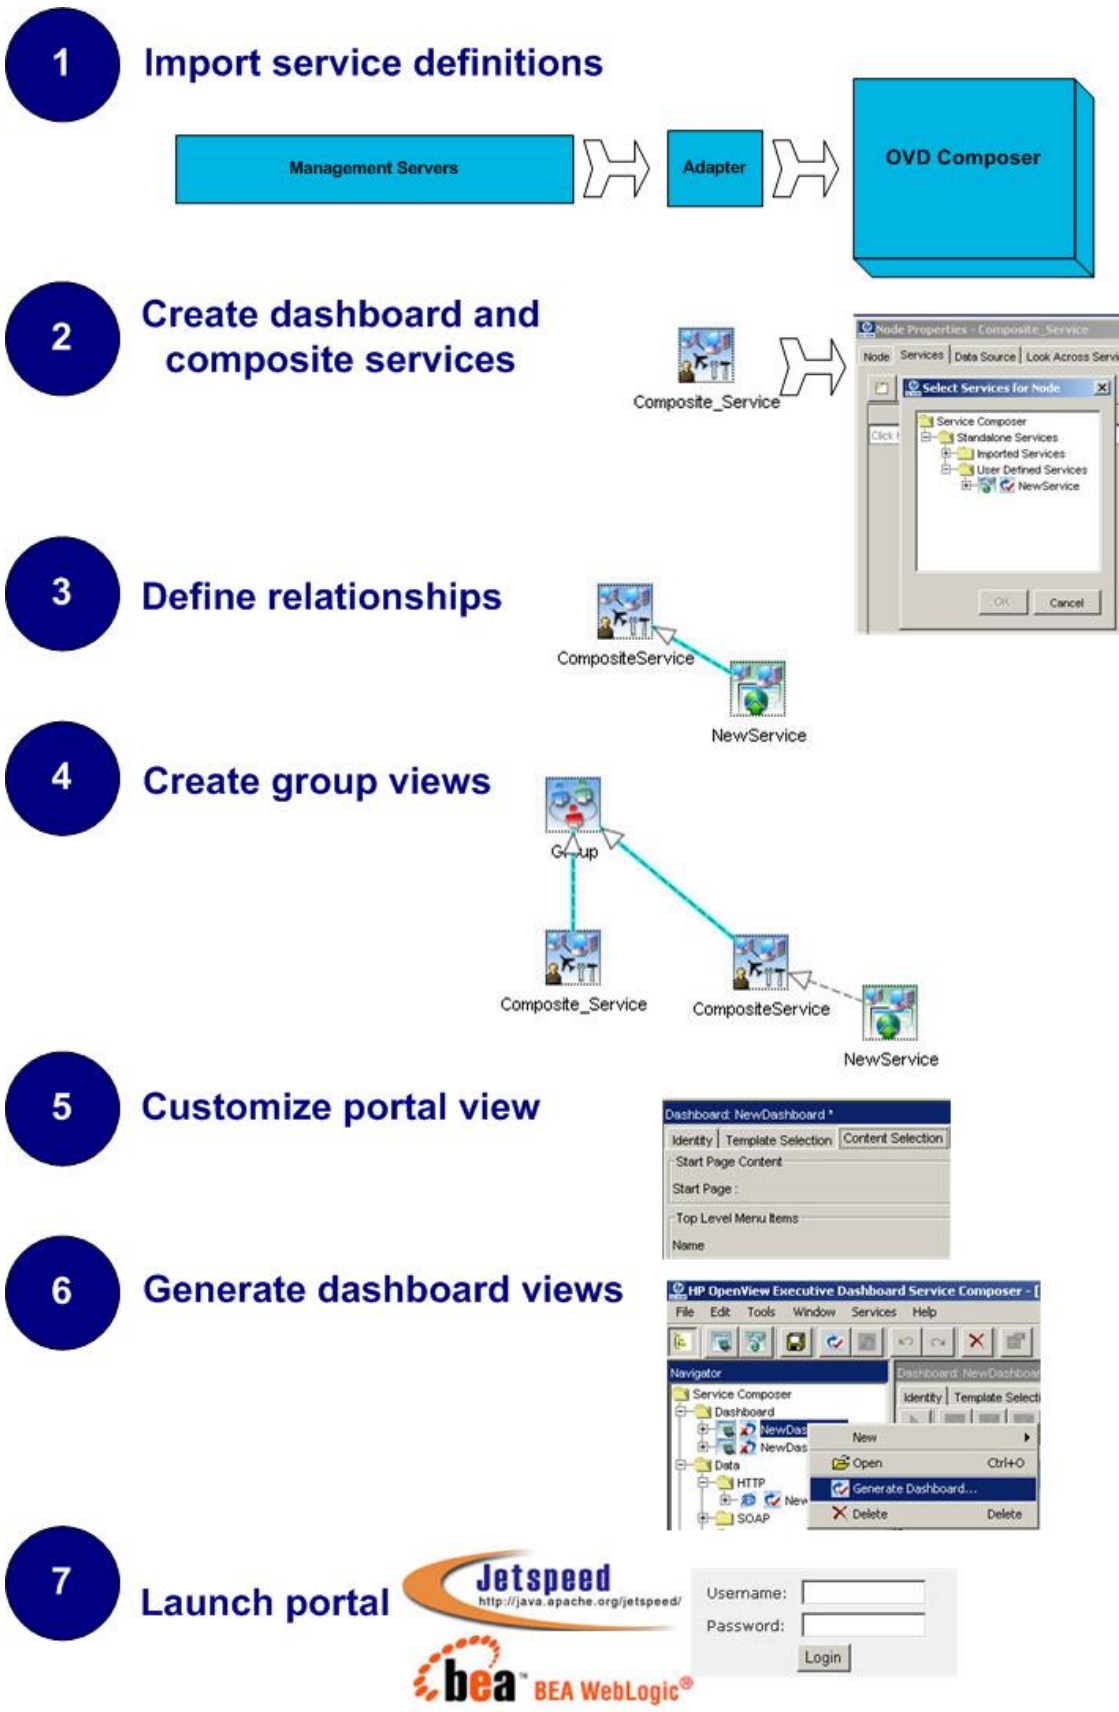 1
Import service definitions
Management Servers
Adapter
OVD Composer
2
Create dashboard and
composite services
Composite_Service
Node Properties - Composite_Service
Node
Services
Data Source
Look Across Servi
Select Services for Node
Service Composer
Click
Standalone Services
Imported Services
User Defined Services
NewService
OK
Cancel
3
Define relationships
CompositeService
NewService
4
Create group views
Group
Composite_Service
CompositeService
NewService
5
Customize portal view
Dashboard: NewDashboard *
Identity
Template Selection
Content Selection
Start Page Content
Start Page :
Top Level Menu Items
Name
6
Generate dashboard views
HP OpenView Executive Dashboard Service Composer - [
File Edit Tools Window Services Help
Navigator
Dashboard: NewDashboar
Service Composer
Identity
Template Selecti
Dashboard
NewDas
NewDas
Data
HTTP
New
SOAP
New
Open Ctrl+O
Generate Dashboard...
Delete Delete
7
Launch portal
Jetspeed
http://java.apache.org/jetspeed/
Username:
Password:
Login
bea™ BEA WebLogic®